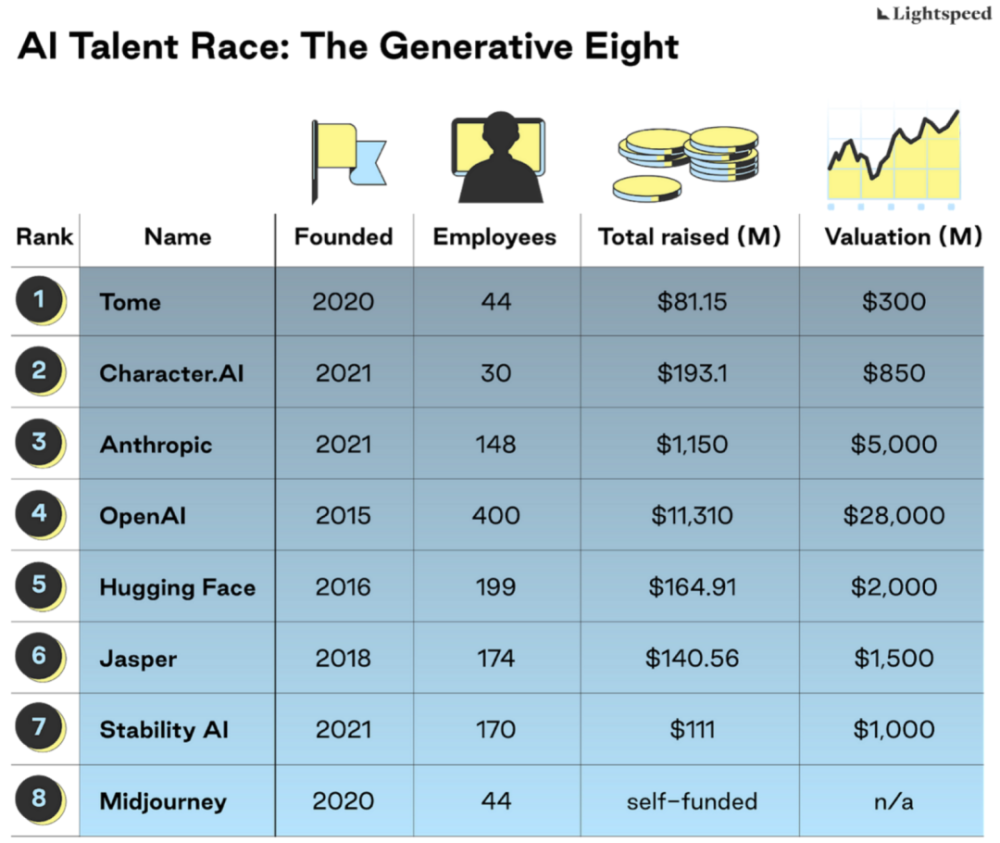 Lightspeed
AI Talent Race: The Generative Eight
Rank Name Founded Employees Total raised (M) Valuation (M)
1 Tome 2020 44 $81.15 $300
2 Character.AI 2021 30 $193.1 $850
3 Anthropic 2021 148 $1,150 $5,000
4 OpenAI 2015 400 $11,310 $28,000
5 Hugging Face 2016 199 $164.91 $2,000
6 Jasper 2018 174 $140.56 $1,500
7 Stability AI 2021 170 $111 $1,000
8 Midjourney 2020 44 self-funded n/a